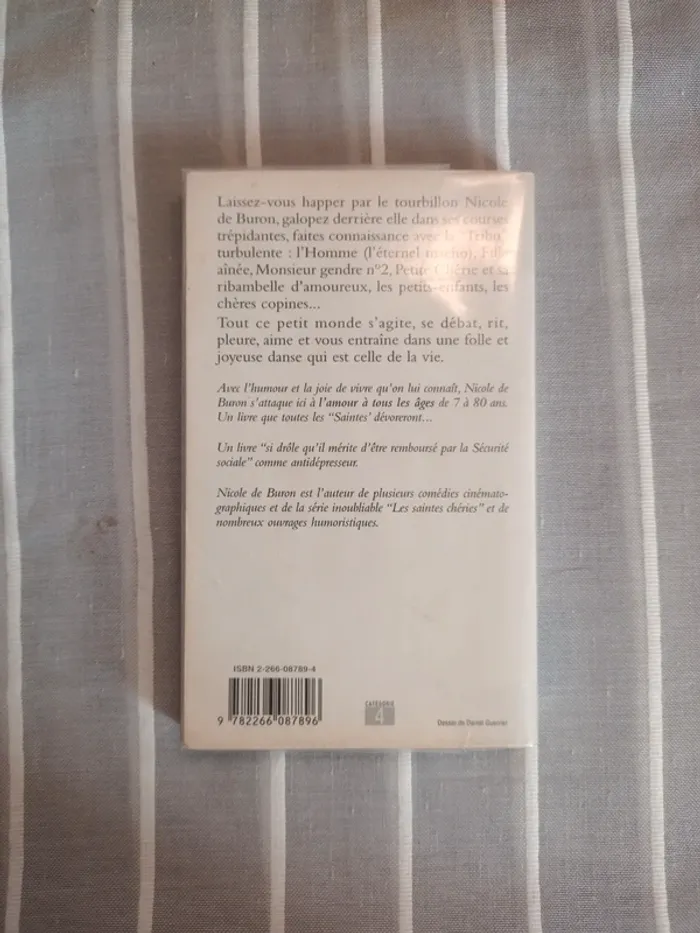 Laissez-vous happer par le tourbillon Nicole
de Buron, galopez derrière elle dans ses courses
trépidantes, faites connaissance avec la "Tribu"
turbulente : l'Homme (l'éternel macho), Fille
aînée, Monsieur gendre n°2, Petite Chérie et sa
ribambelle d'amoureux, les petits-enfants, les
chères copines...
Tout ce petit monde s'agite, se débat, rit,
pleure, aime et vous entraîne dans une folle et
joyeuse danse qui est celle de la vie.
Avec l'humour et la joie de vivre qu'on lui connaît, Nicole de
Buron s'attaque ici à l'amour à tous les âges de 7 à 80 ans.
Un livre que toutes les "Saintes' dévoreront...
Un livre "si drôle qu'il mérite d'être remboursé par la Sécurité
sociale" comme antidépresseur.
Nicole de Buron est l'auteur de plusieurs comédies cinémato-
graphiques et de la série inoubliable "Les saintes chéries" et de
nombreux ouvrages humoristiques.
ISBN 2-266-08789-4
9 782266 087896
CATÉGORIE
4
Dessin de Daniel